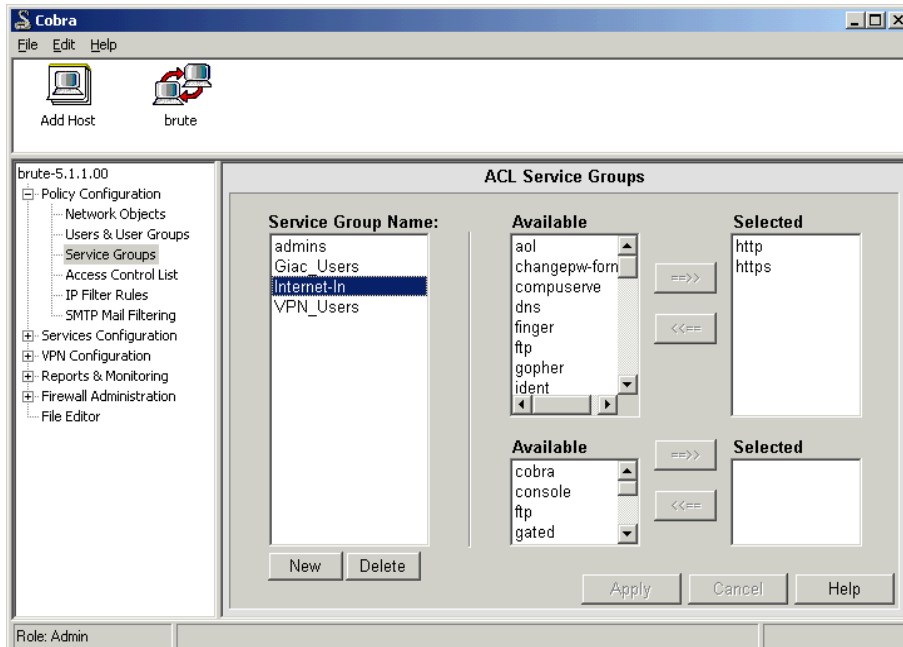 Cobra
File Edit Help
Add Host
brute
brute-5.1.1.00
Policy Configuration
Network Objects
Users & User Groups
Service Groups
Access Control List
IP Filter Rules
SMTP Mail Filtering
Services Configuration
VPN Configuration
Reports & Monitoring
Firewall Administration
File Editor
ACL Service Groups
Service Group Name:
admins
Giac_Users
Internet-In
VPN_Users
New Delete
Available
aol
changepw-forn
compuserve
dns
finger
ftp
gopher
ident
==>>
<<==
Selected
http
https
Available
cobra
console
ftp
gated
==>>
<<==
Selected
Apply Cancel Help
Role: Admin